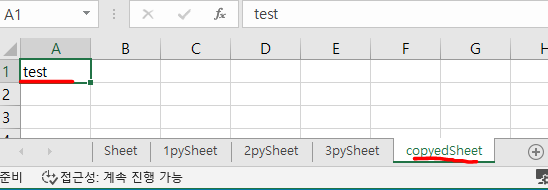 A1 test
A B C D E F G H
1 test
2
3
Sheet 1pySheet 2pySheet 3pySheet copyedSheet
준비 접근성: 계속 진행 가능